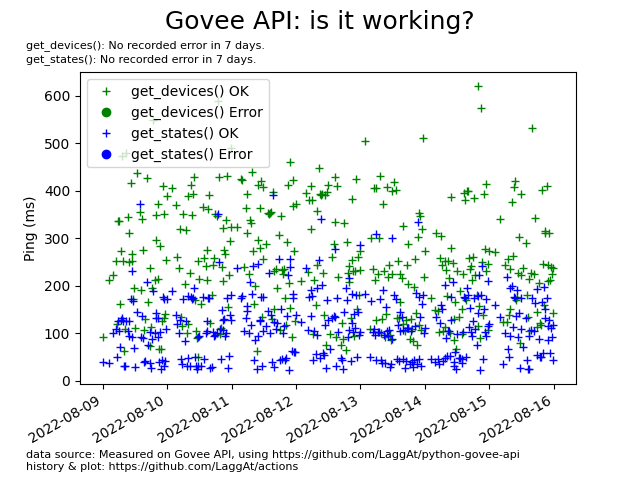 Govee API: is it working?
get_devices(): No recorded error in 7 days.
get_states(): No recorded error in 7 days.
get_devices() OK
get_devices() Error
get_states() OK
get_states() Error
600
500
400
300
200
100
0
Ping (ms)
2022-08-09
2022-08-10
2022-08-11
2022-08-12
2022-08-13
2022-08-14
2022-08-15
2022-08-16
data source: Measured on Govee API, using https://github.com/LaggAt/python-govee-api
history & plot: https://github.com/LaggAt/actions